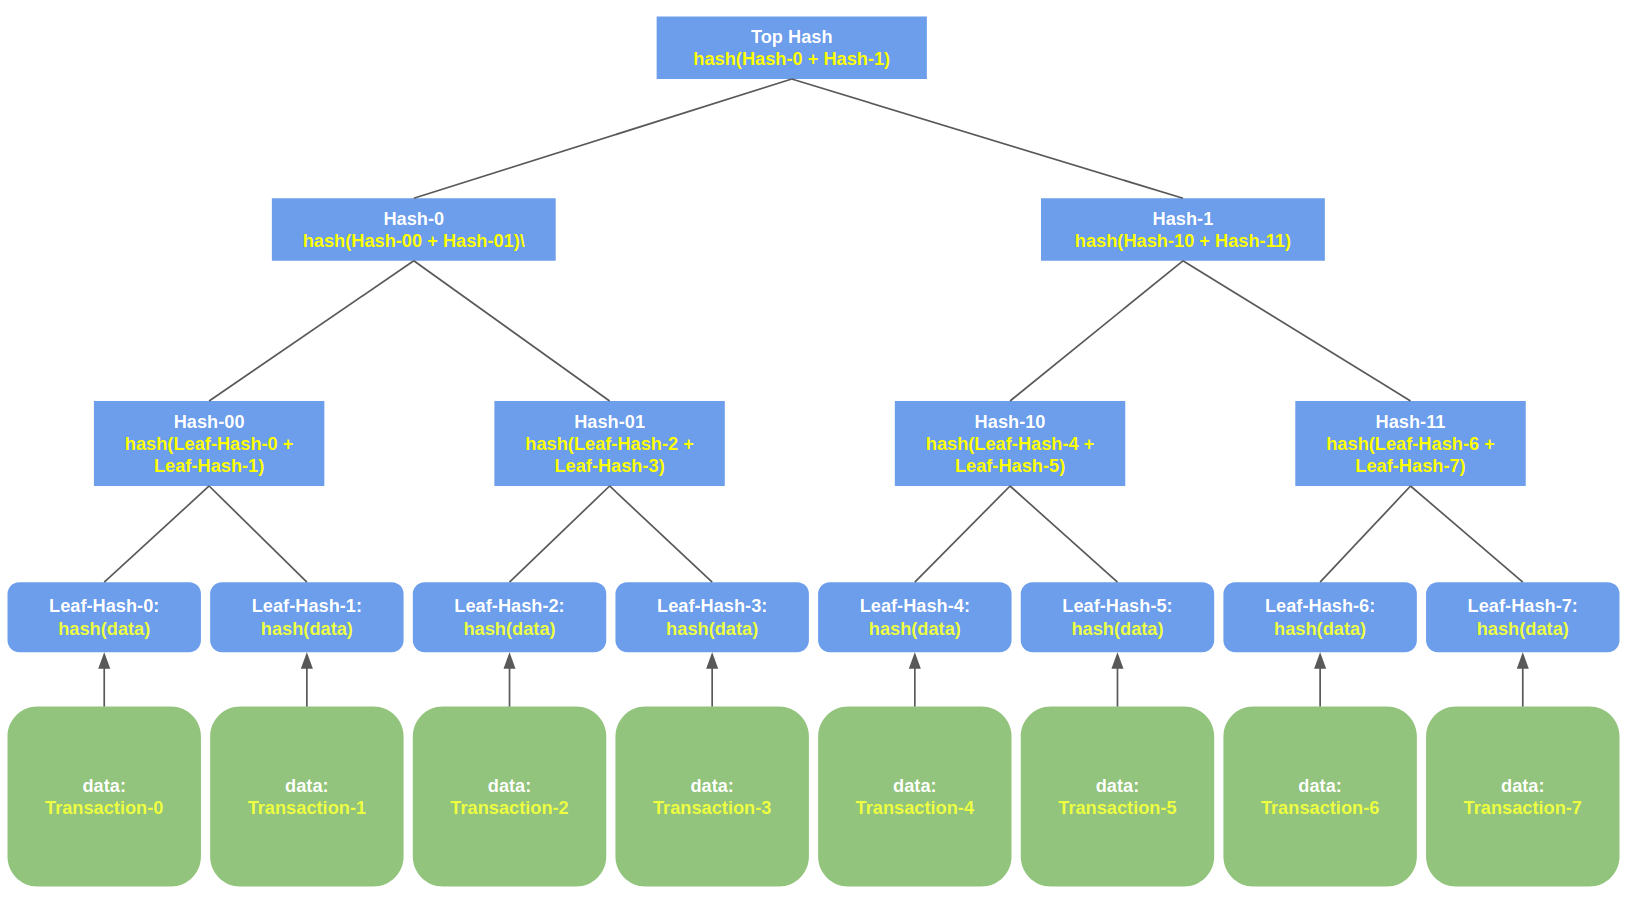 Top Hash
hash(Hash-0 + Hash-1)
Hash-0
hash(Hash-00 + Hash-01)\
Hash-1
hash(Hash-10 + Hash-11)
Hash-00
hash(Leaf-Hash-0 +
Leaf-Hash-1)
Hash-01
hash(Leaf-Hash-2 +
Leaf-Hash-3)
Hash-10
hash(Leaf-Hash-4 +
Leaf-Hash-5)
Hash-11
hash(Leaf-Hash-6 +
Leaf-Hash-7)
Leaf-Hash-0:
hash(data)
Leaf-Hash-1:
hash(data)
Leaf-Hash-2:
hash(data)
Leaf-Hash-3:
hash(data)
Leaf-Hash-4:
hash(data)
Leaf-Hash-5:
hash(data)
Leaf-Hash-6:
hash(data)
Leaf-Hash-7:
hash(data)
data:
Transaction-0
data:
Transaction-1
data:
Transaction-2
data:
Transaction-3
data:
Transaction-4
data:
Transaction-5
data:
Transaction-6
data:
Transaction-7